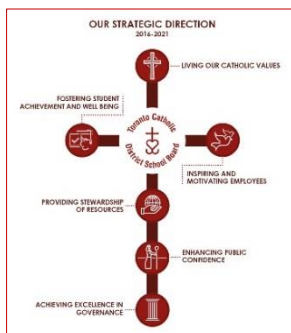 OUR STRATEGIC DIRECTION
2016-2021
LIVING OUR CATHOLIC VALUES
FOSTERING STUDENT
ACHIEVEMENT AND WELL BEING
Toronto Catholic
District School Board
INSPIRING AND
MOTIVATING EMPLOYEES
PROVIDING STEWARDSHIP
OF RESOURCES
ENHANCING PUBLIC
CONFIDENCE
ACHIEVING EXCELLENCE IN
GOVERNANCE